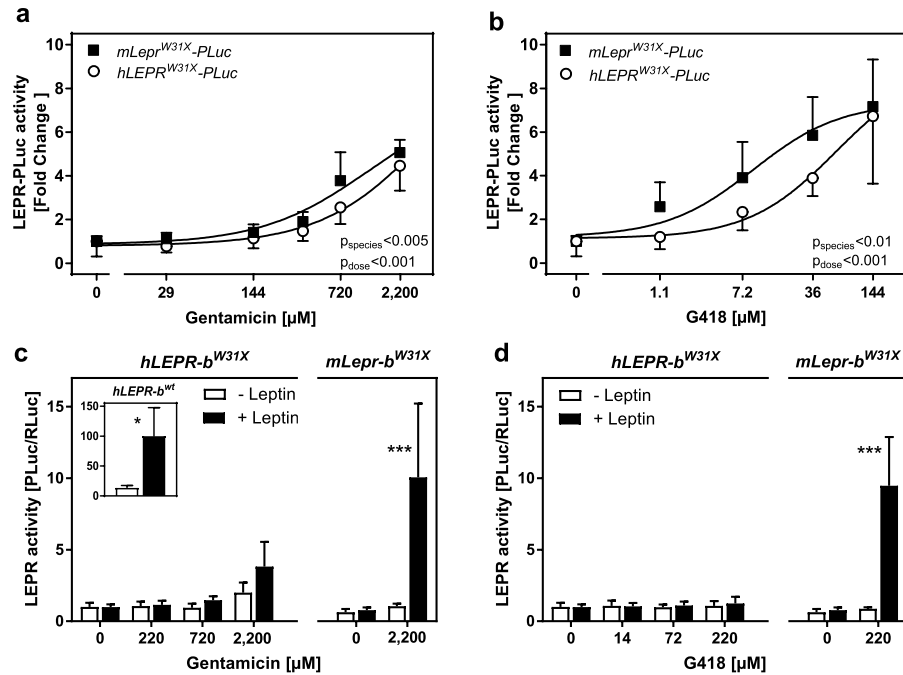 a
LEPR-PLuc activity
[Fold Change ]
10
8
6
4
2
0
mLepr^W31X-PLuc
hLEPR^W31X-PLuc
p_species<0.005
p_dose<0.001
0 29 144 720 2,200
Gentamicin [µM]
b
LEFR-PLuc activity
[Fold Change]
10
8
6
4
2
0
mLepr^W31X-PLuc
hLEPR^W31X-PLuc
p_species<0.01
p_dose<0.001
0 1.1 7.2 36 144
G418 [µM]
c
hLEPR-b^W31X mLepr-b^W31X
LEPR activity [PLuc/RLuc]
15
10
5
0
hLEPR-b^wt
150
100
50
0
*
- Leptin
+ Leptin
***
0 220 720 2,200 0 2,200
Gentamicin [µM]
d
hLEPR-b^W31X mLepr-b^W31X
LEPR activity [PLuc/RLuc]
15
10
5
0
- Leptin
+ Leptin
***
0 14 72 220 0 220
G418 [µM]